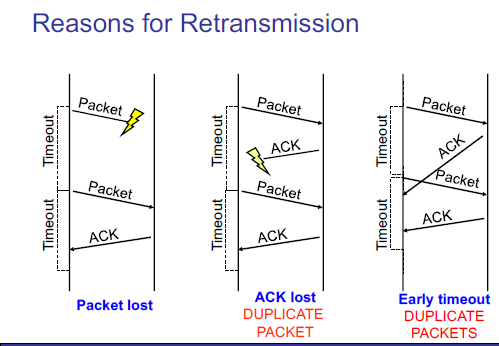 Reasons for Retransmission
Timeout
Packet
Timeout
Packet
ACK
Packet lost
Timeout
Packet
ACK
Timeout
Packet
ACK
ACK lost
DUPLICATE
PACKET
Timeout
Packet
ACK
Timeout
Packet
ACK
Early timeout
DUPLICATE
PACKETS